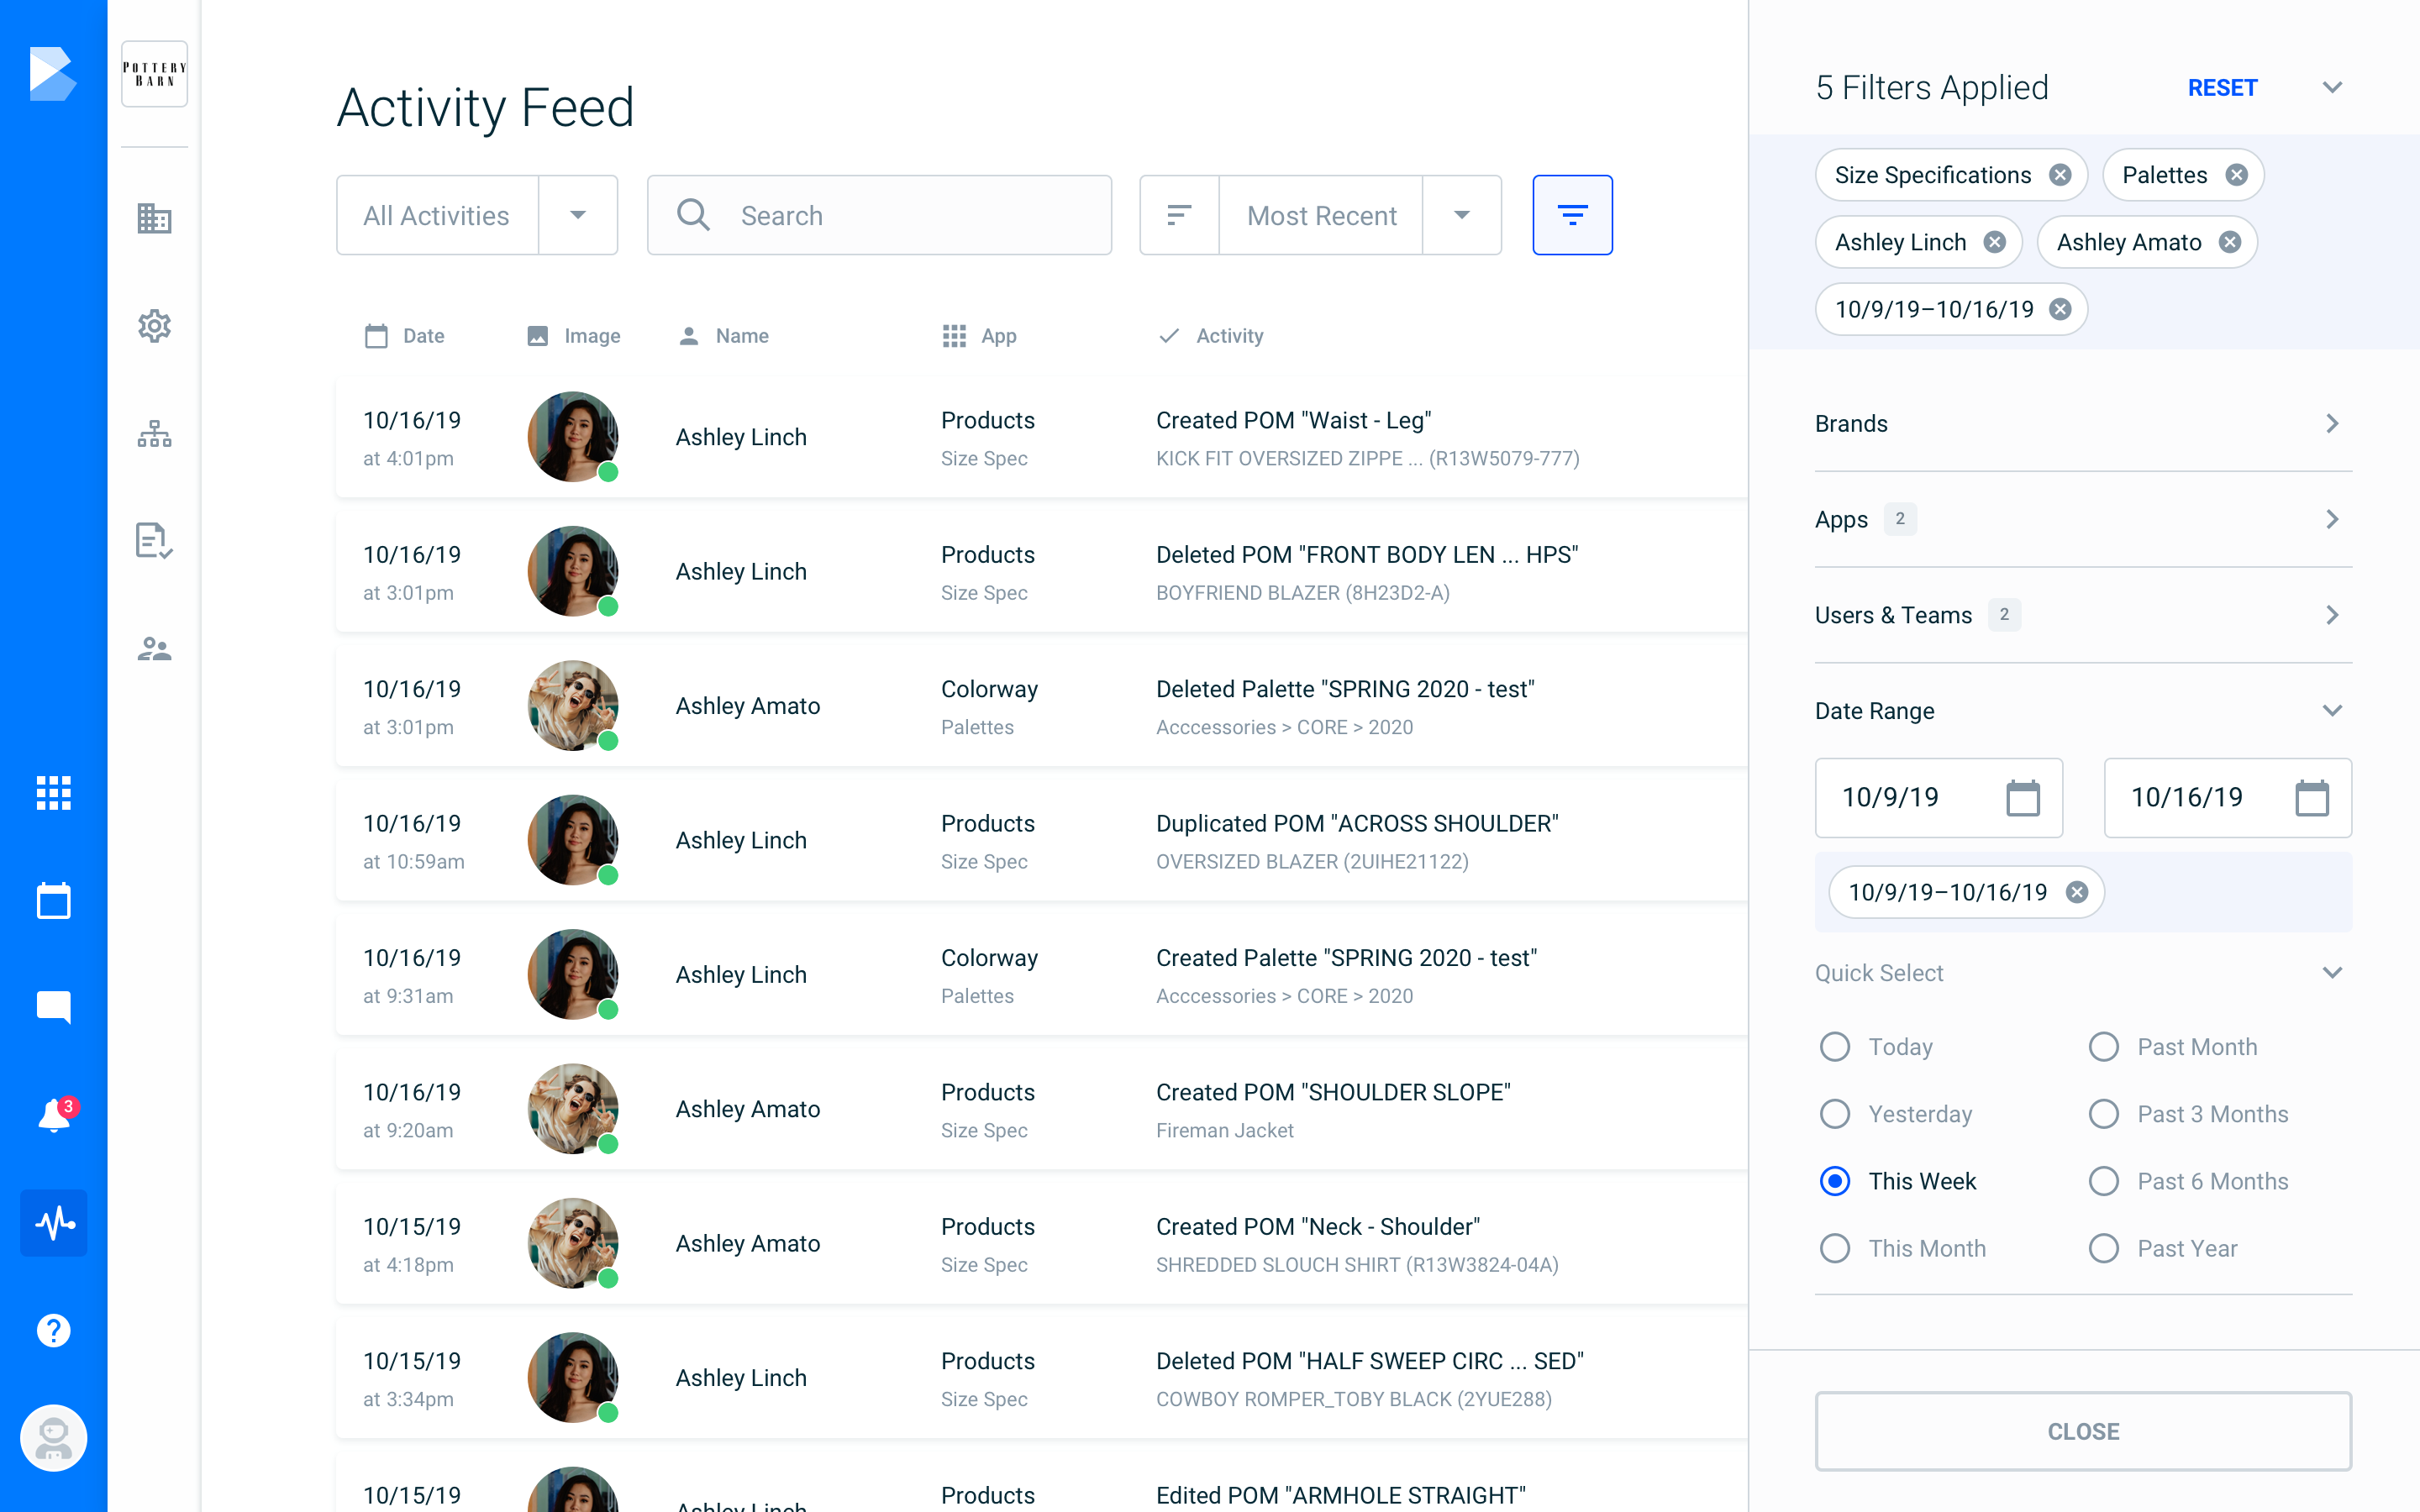 POTTERY
BARN
3
Activity Feed
All Activities
Search
Most Recent
Date Image Name App Activity
10/16/19
at 4:01pm
Ashley Linch
Products
Size Spec
Created POM "Waist - Leg"
KICK FIT OVERSIZED ZIPPE ... (R13W5079-777)
10/16/19
at 3:01pm
Ashley Linch
Products
Size Spec
Deleted POM "FRONT BODY LEN ... HPS"
BOYFRIEND BLAZER (8H23D2-A)
10/16/19
at 3:01pm
Ashley Amato
Colorway
Palettes
Deleted Palette "SPRING 2020 - test"
Acccessories > CORE > 2020
10/16/19
at 10:59am
Ashley Linch
Products
Size Spec
Duplicated POM "ACROSS SHOULDER"
OVERSIZED BLAZER (2UIHE21122)
10/16/19
at 9:31am
Ashley Linch
Colorway
Palettes
Created Palette "SPRING 2020 - test"
Acccessories > CORE > 2020
10/16/19
at 9:20am
Ashley Amato
Products
Size Spec
Created POM "SHOULDER SLOPE"
Fireman Jacket
10/15/19
at 4:18pm
Ashley Amato
Products
Size Spec
Created POM "Neck - Shoulder"
SHREDDED SLOUCH SHIRT (R13W3824-04A)
10/15/19
at 3:34pm
Ashley Linch
Products
Size Spec
Deleted POM "HALF SWEEP CIRC ... SED"
COWBOY ROMPER_TOBY BLACK (2YUE288)
10/15/19
Ashley Linch
Products
Edited POM "ARMHOLE STRAIGHT"
5 Filters Applied
RESET
Size Specifications
Palettes
Ashley Linch
Ashley Amato
10/9/19–10/16/19
Brands
Apps 2
Users & Teams 2
Date Range
10/9/19
10/16/19
10/9/19–10/16/19
Quick Select
Today
Past Month
Yesterday
Past 3 Months
This Week
Past 6 Months
This Month
Past Year
CLOSE